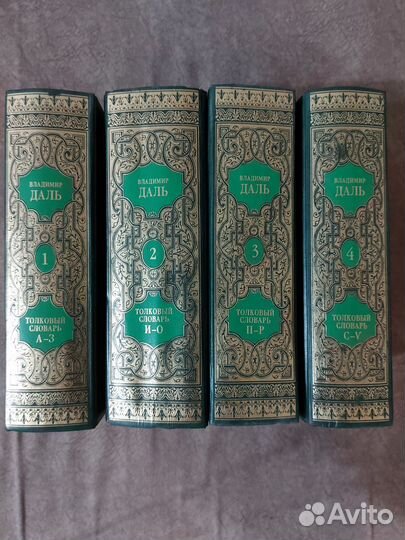 ВЛАДИМИР
ДАЛЬ
1
ТОЛКОВЫЙ
СЛОВАРЬ
А–З
ВЛАДИМИР
ДАЛЬ
2
ТОЛКОВЫЙ
СЛОВАРЬ
И–О
ВЛАДИМИР
ДАЛЬ
3
ТОЛКОВЫЙ
СЛОВАРЬ
П–Р
ВЛАДИМИР
ДАЛЬ
4
ТОЛКОВЫЙ
СЛОВАРЬ
С–Ѵ
Avito